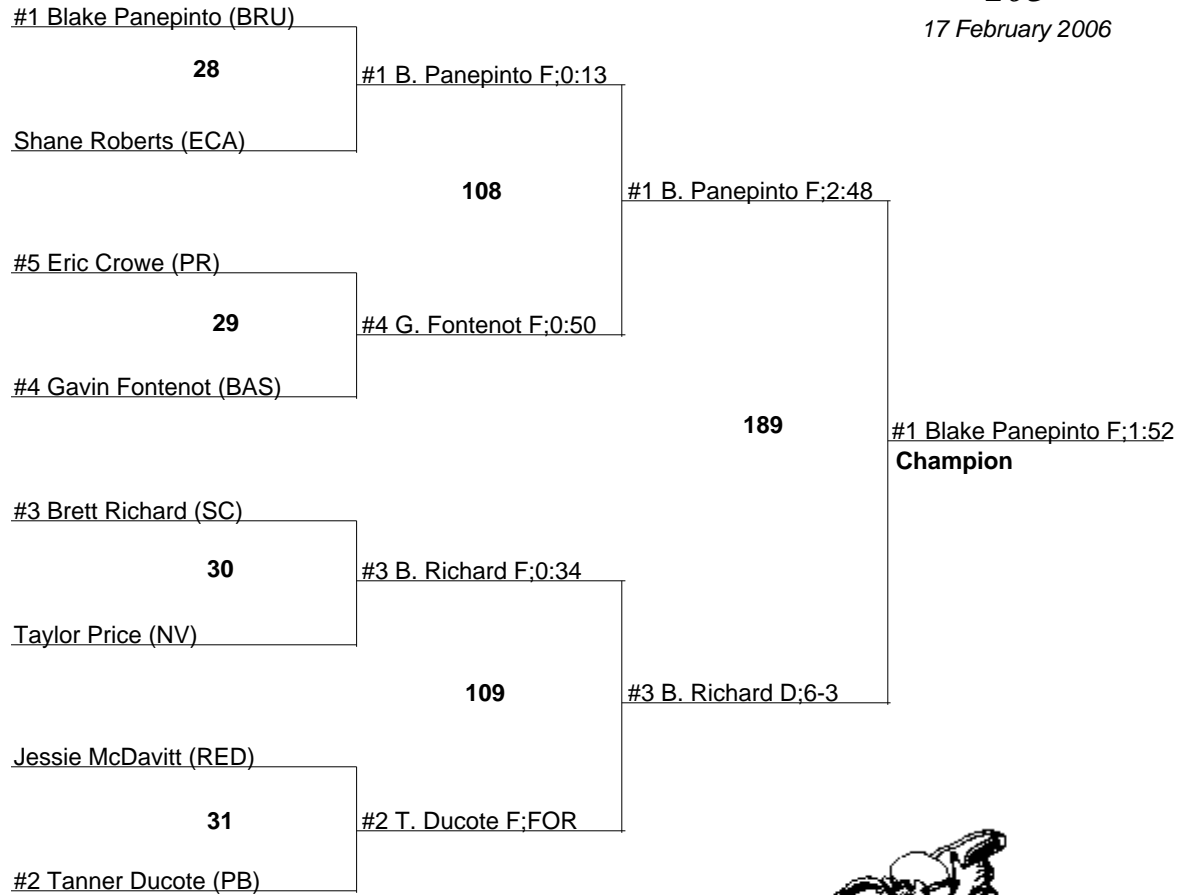 #1 Blake Panepinto (BRU)
17 February 2006
28
#1 B. Panepinto F;0:13
Shane Roberts (ECA)
108
#1 B. Panepinto F;2:48
#5 Eric Crowe (PR)
29
#4 G. Fontenot F;0:50
#4 Gavin Fontenot (BAS)
189
#1 Blake Panepinto F;1:52
Champion
#3 Brett Richard (SC)
30
#3 B. Richard F;0:34
Taylor Price (NV)
109
#3 B. Richard D;6-3
Jessie McDavitt (RED)
31
#2 T. Ducote F;FOR
#2 Tanner Ducote (PB)